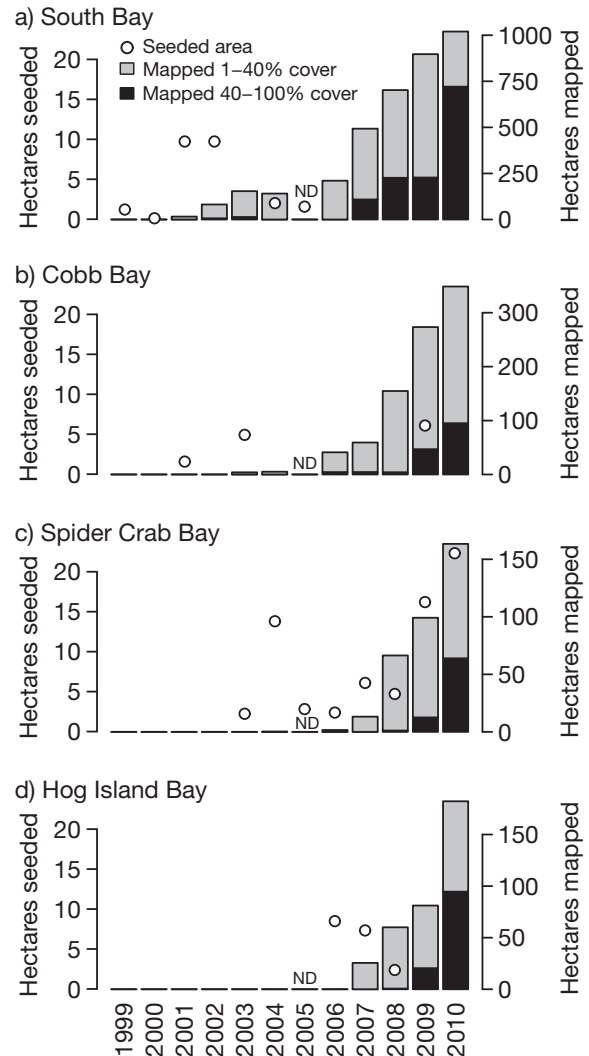 a) South Bay
Seeded area
Mapped 1–40% cover
Mapped 40–100% cover
Hectares seeded
20
15
10
5
0
ND
1000
750
500
250
0
Hectares mapped
b) Cobb Bay
Hectares seeded
20
15
10
5
0
ND
300
200
100
0
Hectares mapped
c) Spider Crab Bay
Hectares seeded
20
15
10
5
0
ND
150
100
50
0
Hectares mapped
d) Hog Island Bay
Hectares seeded
20
15
10
5
0
ND
150
100
50
0
Hectares mapped
1999
2000
2001
2002
2003
2004
2005
2006
2007
2008
2009
2010